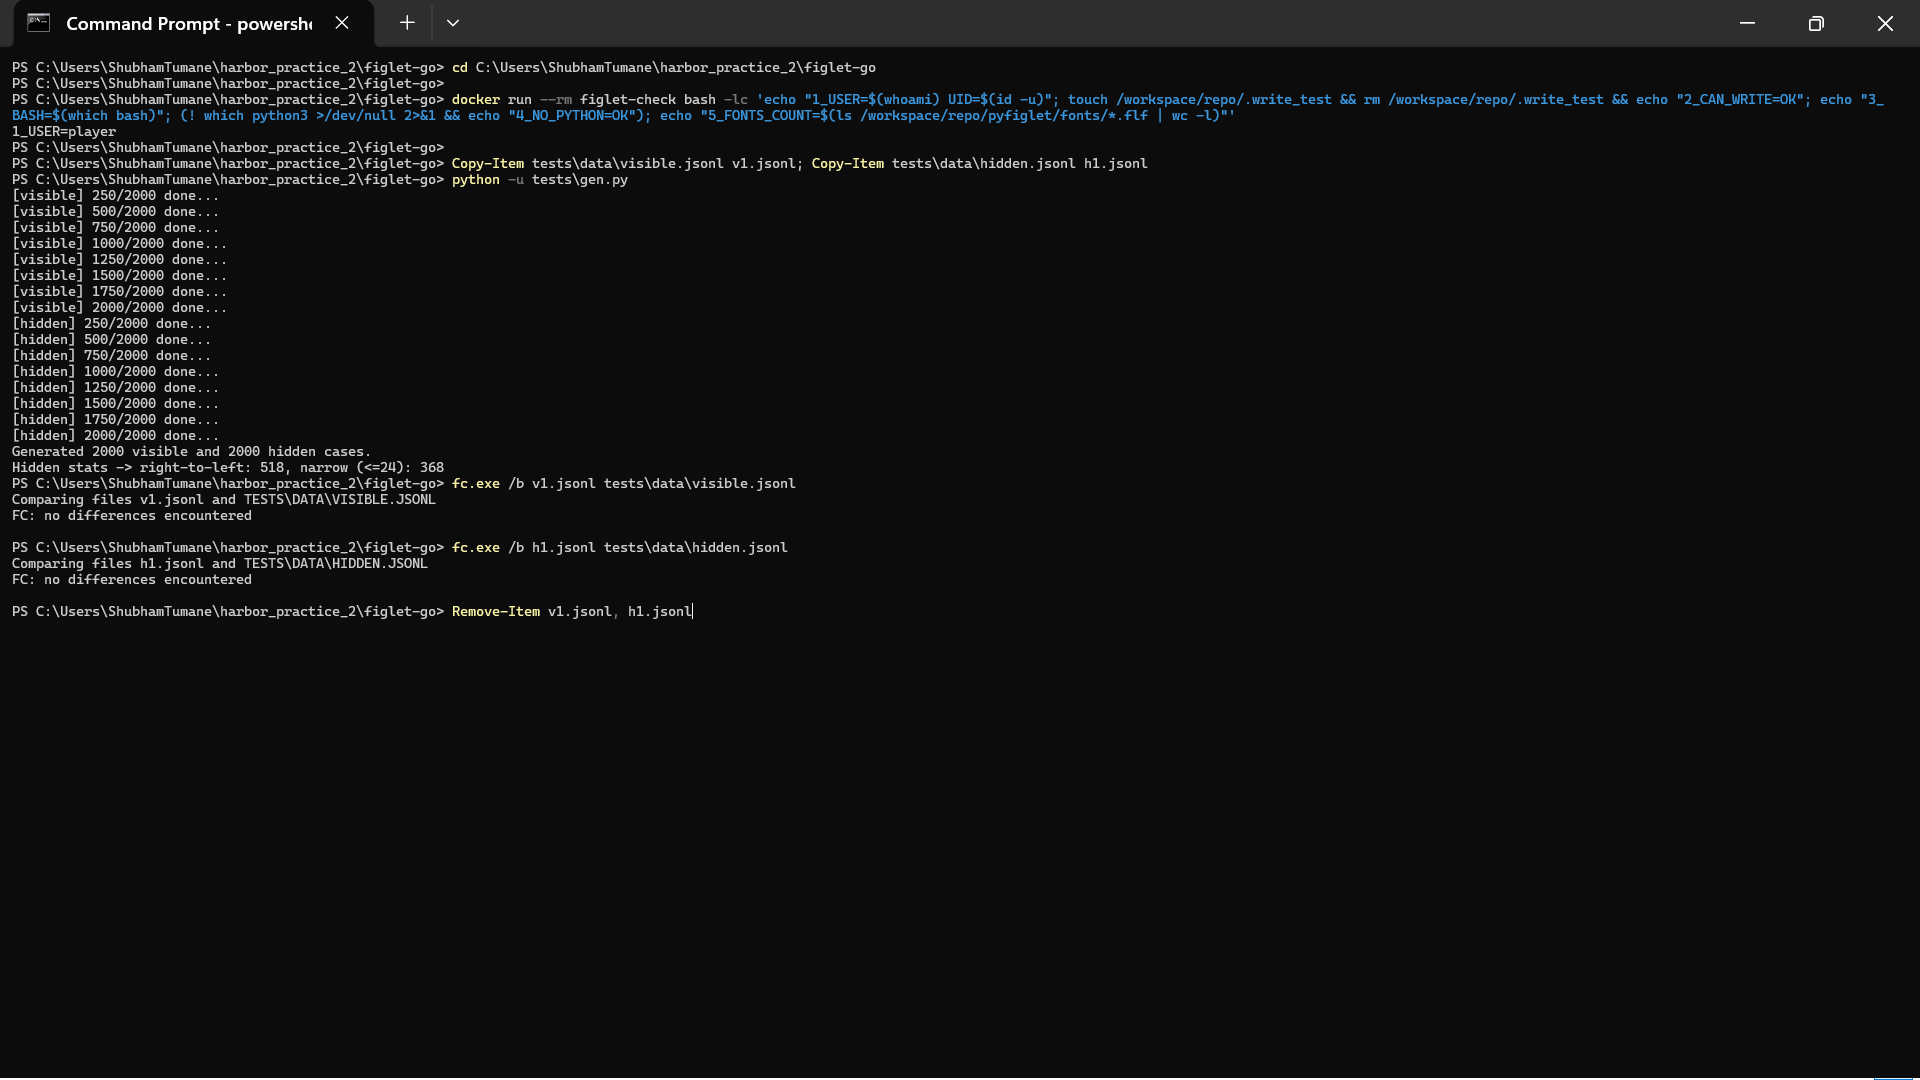 Command Prompt - powershe
PS C:\Users\ShubhamTumane\harbor_practice_2\figlet-go> cd C:\Users\ShubhamTumane\harbor_practice_2\figlet-go
PS C:\Users\ShubhamTumane\harbor_practice_2\figlet-go>
PS C:\Users\ShubhamTumane\harbor_practice_2\figlet-go> docker run --rm figlet-check bash -lc 'echo "1_USER=$(whoami) UID=$(id -u)"; touch /workspace/repo/.write_test && rm /workspace/repo/.write_test && echo "2_CAN_WRITE=OK"; echo "3_
BASH=$(which bash)"; (! which python3 >/dev/null 2>&1 && echo "4_NO_PYTHON=OK"); echo "5_FONTS_COUNT=$(ls /workspace/repo/pyfiglet/fonts/*.flf | wc -l)"'
1_USER=player
PS C:\Users\ShubhamTumane\harbor_practice_2\figlet-go>
PS C:\Users\ShubhamTumane\harbor_practice_2\figlet-go> Copy-Item tests\data\visible.jsonl v1.jsonl; Copy-Item tests\data\hidden.jsonl h1.jsonl
PS C:\Users\ShubhamTumane\harbor_practice_2\figlet-go> python -u tests\gen.py
[visible] 250/2000 done...
[visible] 500/2000 done...
[visible] 750/2000 done...
[visible] 1000/2000 done...
[visible] 1250/2000 done...
[visible] 1500/2000 done...
[visible] 1750/2000 done...
[visible] 2000/2000 done...
[hidden] 250/2000 done...
[hidden] 500/2000 done...
[hidden] 750/2000 done...
[hidden] 1000/2000 done...
[hidden] 1250/2000 done...
[hidden] 1500/2000 done...
[hidden] 1750/2000 done...
[hidden] 2000/2000 done...
Generated 2000 visible and 2000 hidden cases.
Hidden stats -> right-to-left: 518, narrow (<=24): 368
PS C:\Users\ShubhamTumane\harbor_practice_2\figlet-go> fc.exe /b v1.jsonl tests\data\visible.jsonl
Comparing files v1.jsonl and TESTS\DATA\VISIBLE.JSONL
FC: no differences encountered
PS C:\Users\ShubhamTumane\harbor_practice_2\figlet-go> fc.exe /b h1.jsonl tests\data\hidden.jsonl
Comparing files h1.jsonl and TESTS\DATA\HIDDEN.JSONL
FC: no differences encountered
PS C:\Users\ShubhamTumane\harbor_practice_2\figlet-go> Remove-Item v1.jsonl, h1.jsonl